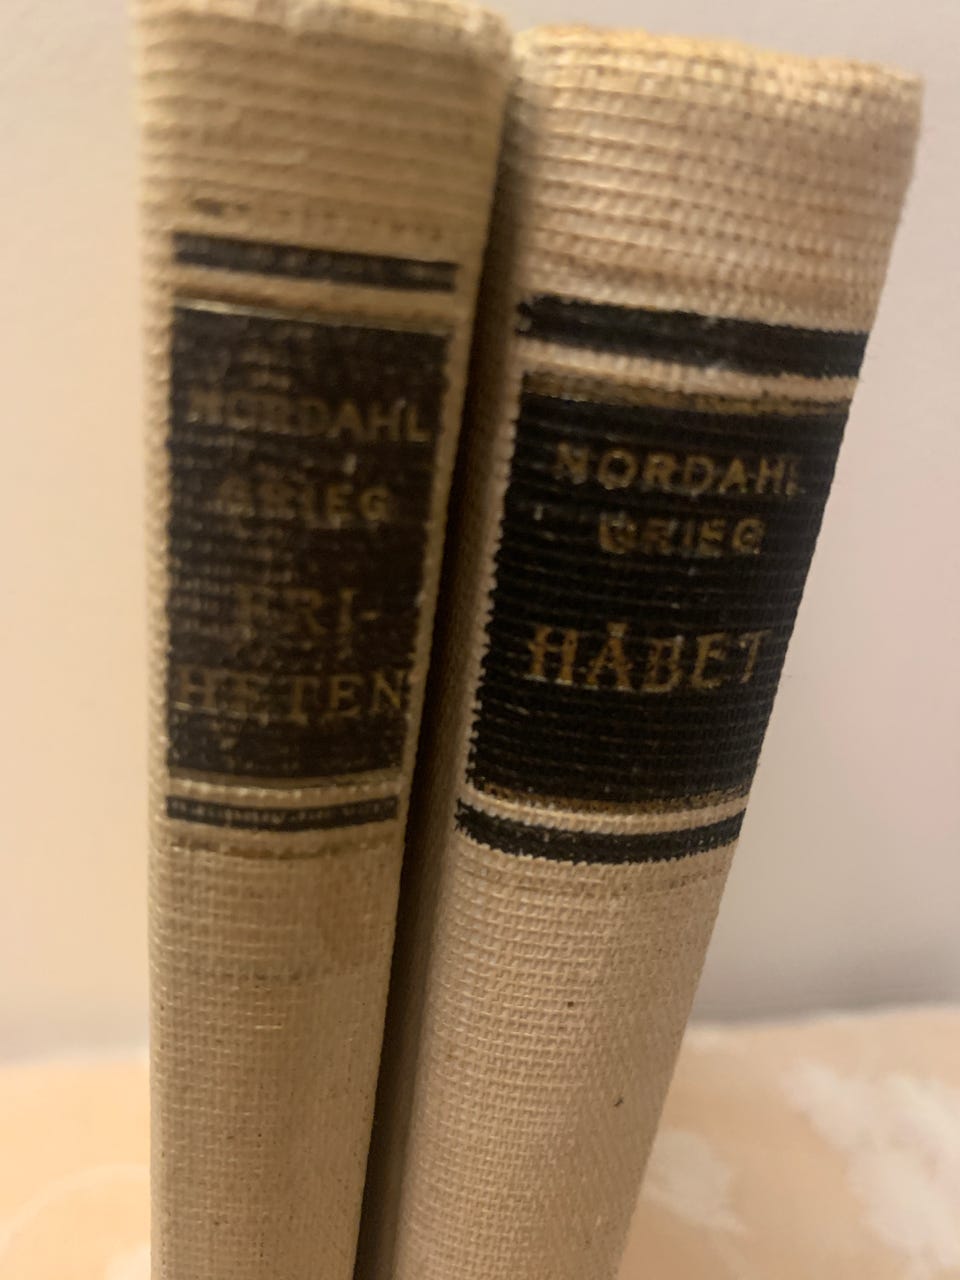 NORDAHL
GRIEG
FRI-
HETEN
NORDAHL
GRIEG
HÅBET